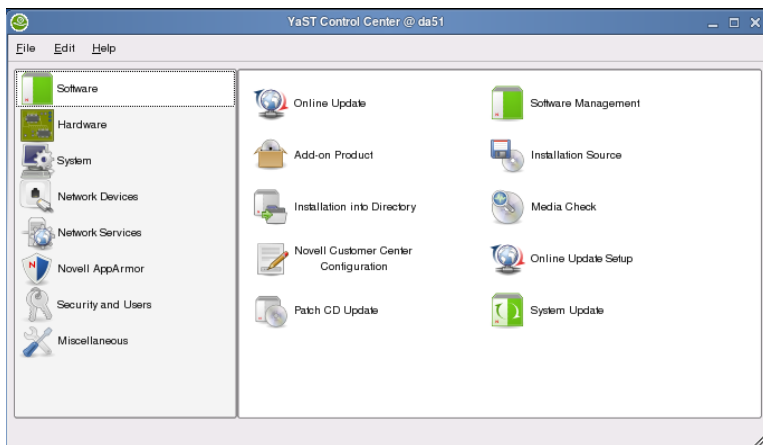 YaST Control Center @ da51
File Edit Help
Software
Hardware
System
Network Devices
Network Services
Novell AppArmor
Security and Users
Miscellaneous
Online Update
Software Management
Add-on Product
Installation Source
Installation into Directory
Media Check
Novell Customer Center
Configuration
Online Update Setup
Patch CD Update
System Update